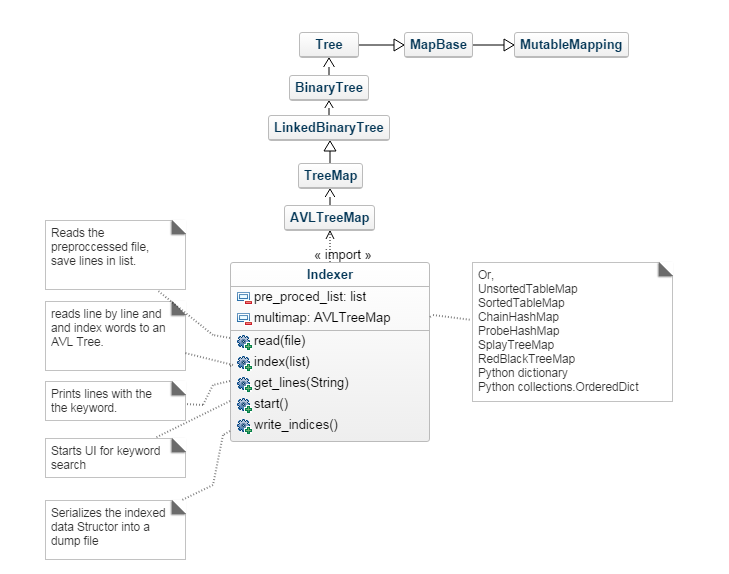 Tree
MapBase
MutableMapping
BinaryTree
LinkedBinaryTree
TreeMap
AVLTreeMap
« import »
Indexer
pre_proced_list: list
multimap: AVLTreeMap
read(file)
index(list)
get_lines(String)
start()
write_indices()
Reads the
preproccessed file,
save lines in list.
reads line by line and
and index words to an
AVL Tree.
Prints lines with the
the keyword.
Starts UI for keyword
search
Serializes the indexed
data Structor into a
dump file
Or,
UnsortedTableMap
SortedTableMap
ChainHashMap
ProbeHashMap
SplayTreeMap
RedBlackTreeMap
Python dictionary
Python collections.OrderedDict